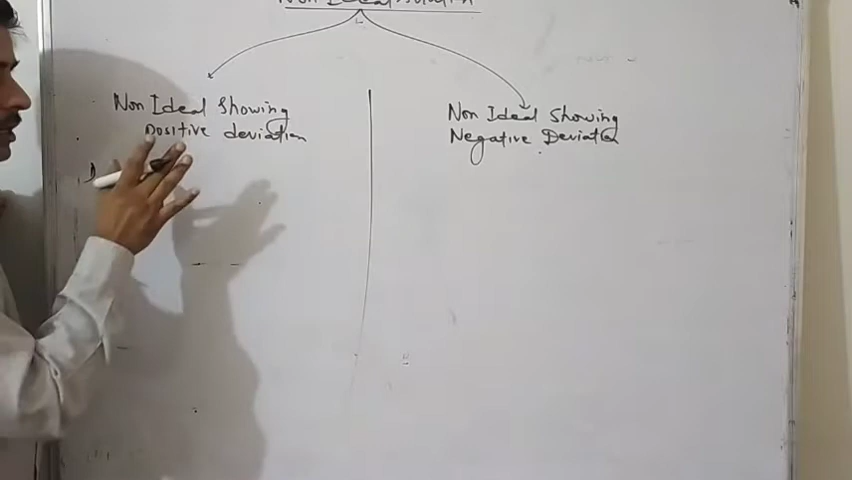 Non Ideal solution
Non Ideal Showing
Positive deviation
Non Ideal Showing
Negative Deviation